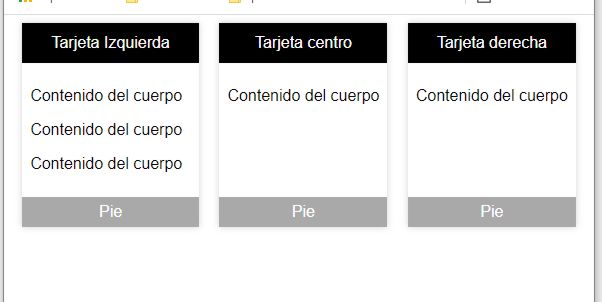 Tarjeta Izquierda
Contenido del cuerpo
Contenido del cuerpo
Contenido del cuerpo
Pie
Tarjeta centro
Contenido del cuerpo
Pie
Tarjeta derecha
Contenido del cuerpo
Pie